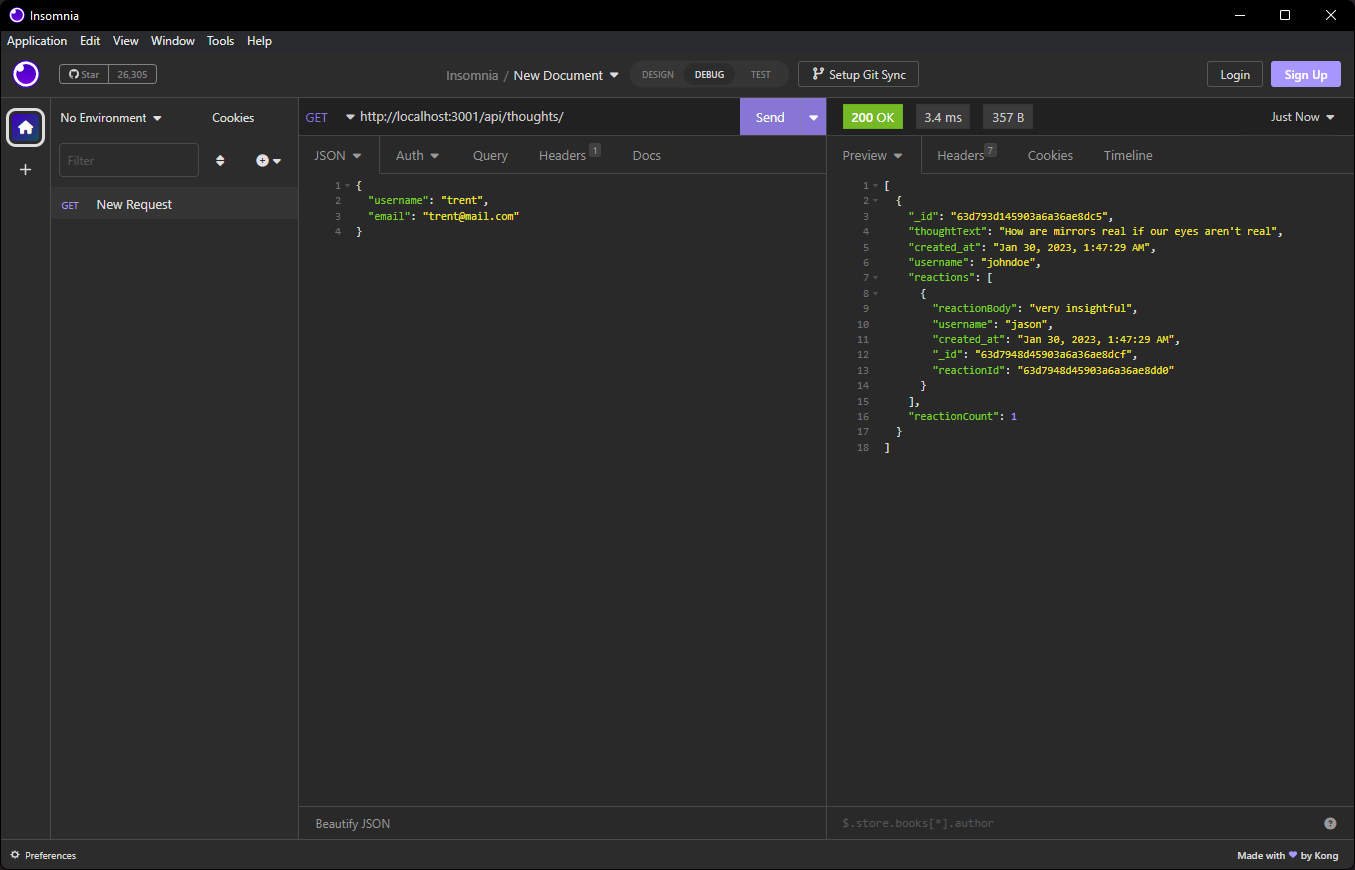 Insomnia
Application Edit View Window Tools Help
Star 26,305 Insomnia / New Document DESIGN DEBUG TEST Setup Git Sync Login Sign Up
No Environment Cookies
Filter
GET New Request
GET http://localhost:3001/api/thoughts/ Send
JSON Auth Query Headers 1 Docs
1 {
2 "username": "trent",
3 "email": "trent@mail.com"
4 }
Beautify JSON
200 OK 3.4 ms 357 B Just Now
Preview Headers 7 Cookies Timeline
1 [
2 {
3 "_id": "63d793d145903a6a36ae8dc5",
4 "thoughtText": "How are mirrors real if our eyes aren't real",
5 "created_at": "Jan 30, 2023, 1:47:29 AM",
6 "username": "johndoe",
7 "reactions": [
8 {
9 "reactionBody": "very insightful",
10 "username": "jason",
11 "created_at": "Jan 30, 2023, 1:47:29 AM",
12 "_id": "63d7948d45903a6a36ae8dcf",
13 "reactionId": "63d7948d45903a6a36ae8dd0"
14 }
15 ],
16 "reactionCount": 1
17 }
18 ]
$.store.books[*].author ?
Preferences Made with ❤ by Kong